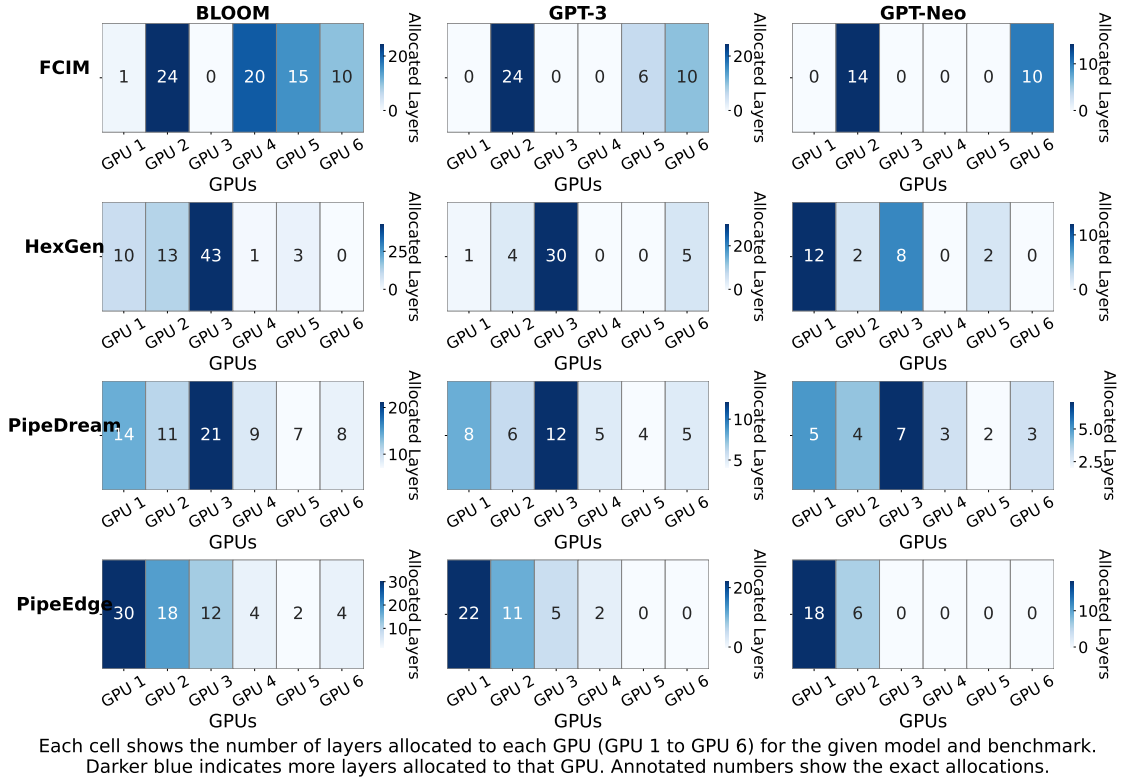 BLOOM GPT-3 GPT-Neo
FCIM
1 24 0 20 15 10
20
0
Allocated Layers
GPU 1 GPU 2 GPU 3 GPU 4 GPU 5 GPU 6
GPUs
0 24 0 0 6 10
20
0
Allocated Layers
GPU 1 GPU 2 GPU 3 GPU 4 GPU 5 GPU 6
GPUs
0 14 0 0 0 10
10
0
Allocated Layers
GPU 1 GPU 2 GPU 3 GPU 4 GPU 5 GPU 6
GPUs
HexGen
10 13 43 1 3 0
25
0
Allocated Layers
GPU 1 GPU 2 GPU 3 GPU 4 GPU 5 GPU 6
GPUs
1 4 30 0 0 5
20
0
Allocated Layers
GPU 1 GPU 2 GPU 3 GPU 4 GPU 5 GPU 6
GPUs
12 2 8 0 2 0
10
0
Allocated Layers
GPU 1 GPU 2 GPU 3 GPU 4 GPU 5 GPU 6
GPUs
PipeDream
14 11 21 9 7 8
20
10
Allocated Layers
GPU 1 GPU 2 GPU 3 GPU 4 GPU 5 GPU 6
GPUs
8 6 12 5 4 5
10
5
Allocated Layers
GPU 1 GPU 2 GPU 3 GPU 4 GPU 5 GPU 6
GPUs
5 4 7 3 2 3
5.0
2.5
Allocated Layers
GPU 1 GPU 2 GPU 3 GPU 4 GPU 5 GPU 6
GPUs
PipeEdge
30 18 12 4 2 4
30
20
10
Allocated Layers
GPU 1 GPU 2 GPU 3 GPU 4 GPU 5 GPU 6
GPUs
22 11 5 2 0 0
20
0
Allocated Layers
GPU 1 GPU 2 GPU 3 GPU 4 GPU 5 GPU 6
GPUs
18 6 0 0 0 0
10
0
Allocated Layers
GPU 1 GPU 2 GPU 3 GPU 4 GPU 5 GPU 6
GPUs
Each cell shows the number of layers allocated to each GPU (GPU 1 to GPU 6) for the given model and benchmark.
Darker blue indicates more layers allocated to that GPU. Annotated numbers show the exact allocations.